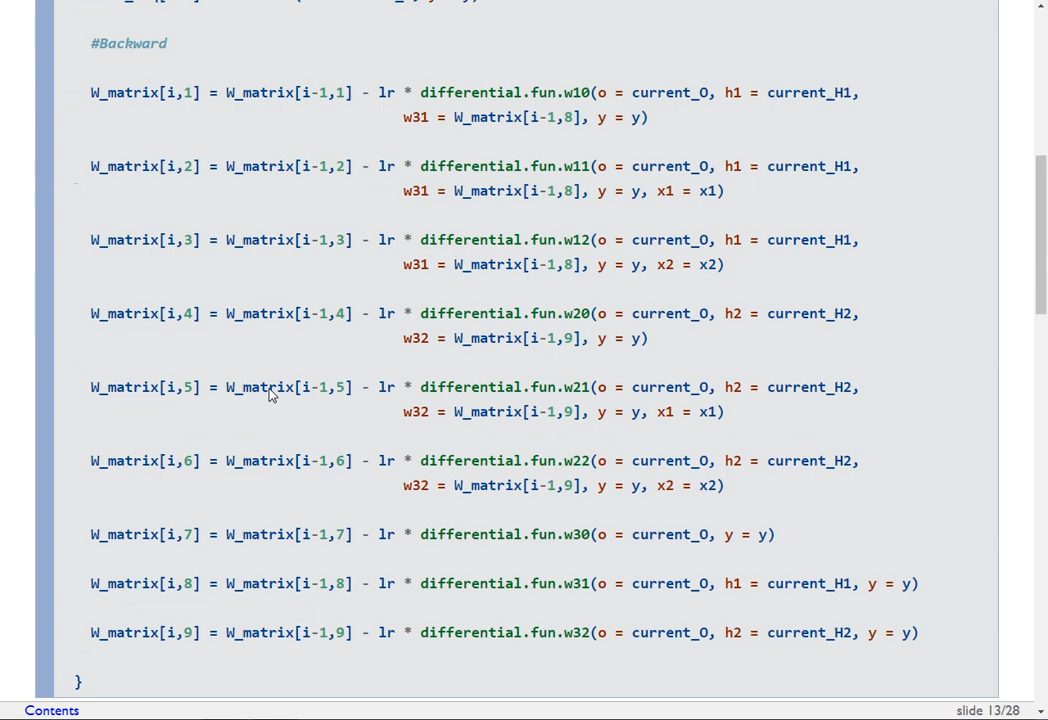 #Backward
W_matrix[i,1] = W_matrix[i-1,1] - lr * differential.fun.w10(o = current_O, h1 = current_H1,
w31 = W_matrix[i-1,8], y = y)
W_matrix[i,2] = W_matrix[i-1,2] - lr * differential.fun.w11(o = current_O, h1 = current_H1,
w31 = W_matrix[i-1,8], y = y, x1 = x1)
W_matrix[i,3] = W_matrix[i-1,3] - lr * differential.fun.w12(o = current_O, h1 = current_H1,
w31 = W_matrix[i-1,8], y = y, x2 = x2)
W_matrix[i,4] = W_matrix[i-1,4] - lr * differential.fun.w20(o = current_O, h2 = current_H2,
w32 = W_matrix[i-1,9], y = y)
W_matrix[i,5] = W_matrix[i-1,5] - lr * differential.fun.w21(o = current_O, h2 = current_H2,
w32 = W_matrix[i-1,9], y = y, x1 = x1)
W_matrix[i,6] = W_matrix[i-1,6] - lr * differential.fun.w22(o = current_O, h2 = current_H2,
w32 = W_matrix[i-1,9], y = y, x2 = x2)
W_matrix[i,7] = W_matrix[i-1,7] - lr * differential.fun.w30(o = current_O, y = y)
W_matrix[i,8] = W_matrix[i-1,8] - lr * differential.fun.w31(o = current_O, h1 = current_H1, y = y)
W_matrix[i,9] = W_matrix[i-1,9] - lr * differential.fun.w32(o = current_O, h2 = current_H2, y = y)
}
Contents
slide 13/28